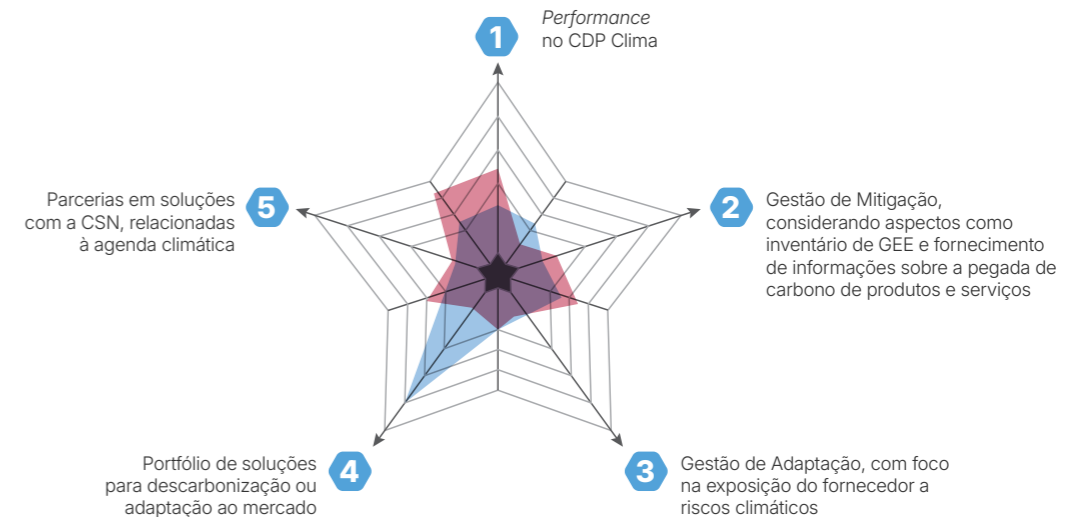 1
Performance
no CDP Clima
2
Gestão de Mitigação,
considerando aspectos como
inventário de GEE e fornecimento
de informações sobre a pegada de
carbono de produtos e serviços
3
Gestão de Adaptação, com foco
na exposição do fornecedor a
riscos climáticos
4
Portfólio de soluções
para descarbonização ou
adaptação ao mercado
5
Parcerias em soluções
com a CSN, relacionadas
à agenda climática